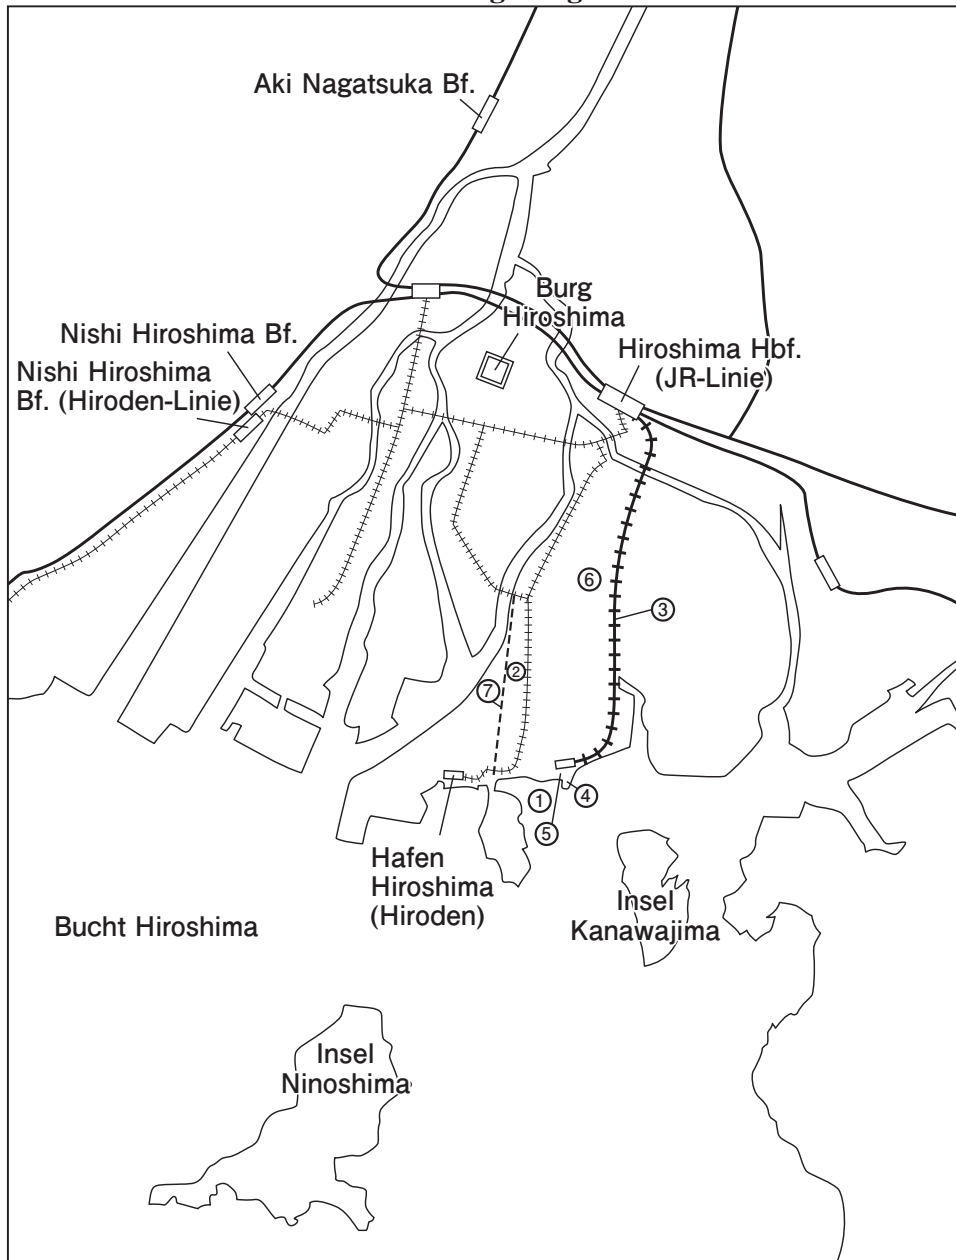 Aki Nagatsuka Bf.
Burg
Hiroshima
Nishi Hiroshima Bf.
Hiroshima Hbf.
(JR-Linie)
Nishi Hiroshima
Bf. (Hiroden-Linie)
⑥
③
②
⑦
①
④
⑤
Hafen
Hiroshima
(Hiroden)
Insel
Kanawajima
Bucht Hiroshima
Insel
Ninoshima